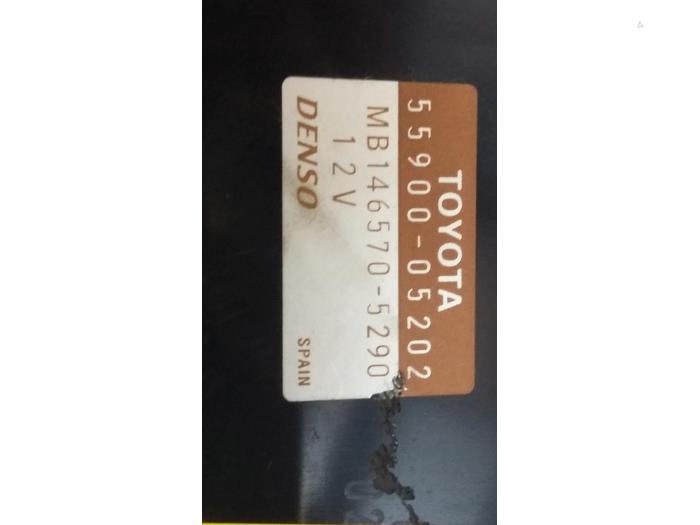 TOYOTA
55900-05202
MB146570-5290
12V
DENSO SPAIN